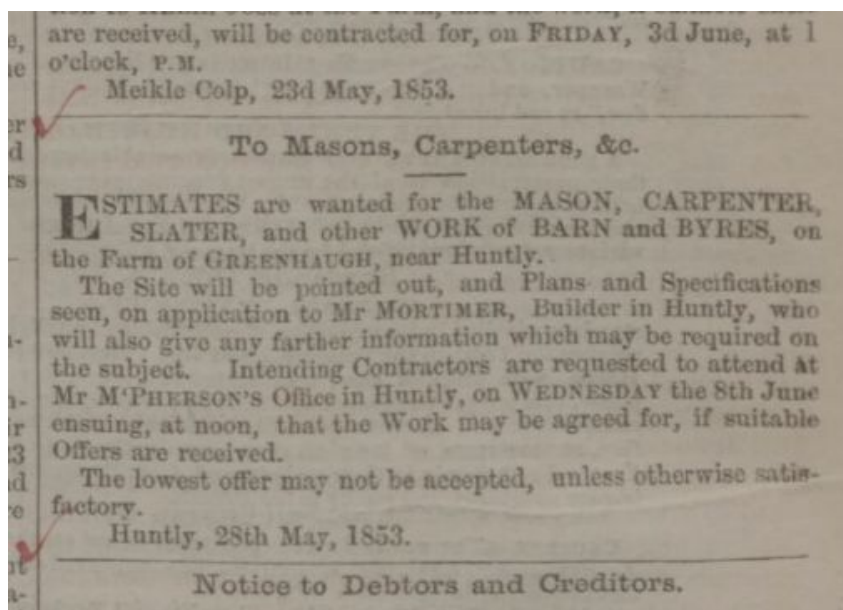 are received, will be contracted for, on FRIDAY, 3d June, at 1
o'clock, P.M.
Meikle Colp, 23d May, 1853.
To Masons, Carpenters, &c.
ESTIMATES are wanted for the MASON, CARPENTER,
SLATER, and other WORK of BARN and BYRES, on
the Farm of GREENHAUGH, near Huntly.
The Site will be pointed out, and Plans and Specifications
seen, on application to Mr MORTIMER, Builder in Huntly, who
will also give any farther information which may be required on
the subject. Intending Contractors are requested to attend at
Mr M'PHERSON'S Office in Huntly, on WEDNESDAY the 8th June
ensuing, at noon, that the Work may be agreed for, if suitable
Offers are received.
The lowest offer may not be accepted, unless otherwise satis-
factory.
Huntly, 28th May, 1853.
Notice to Debtors and Creditors.